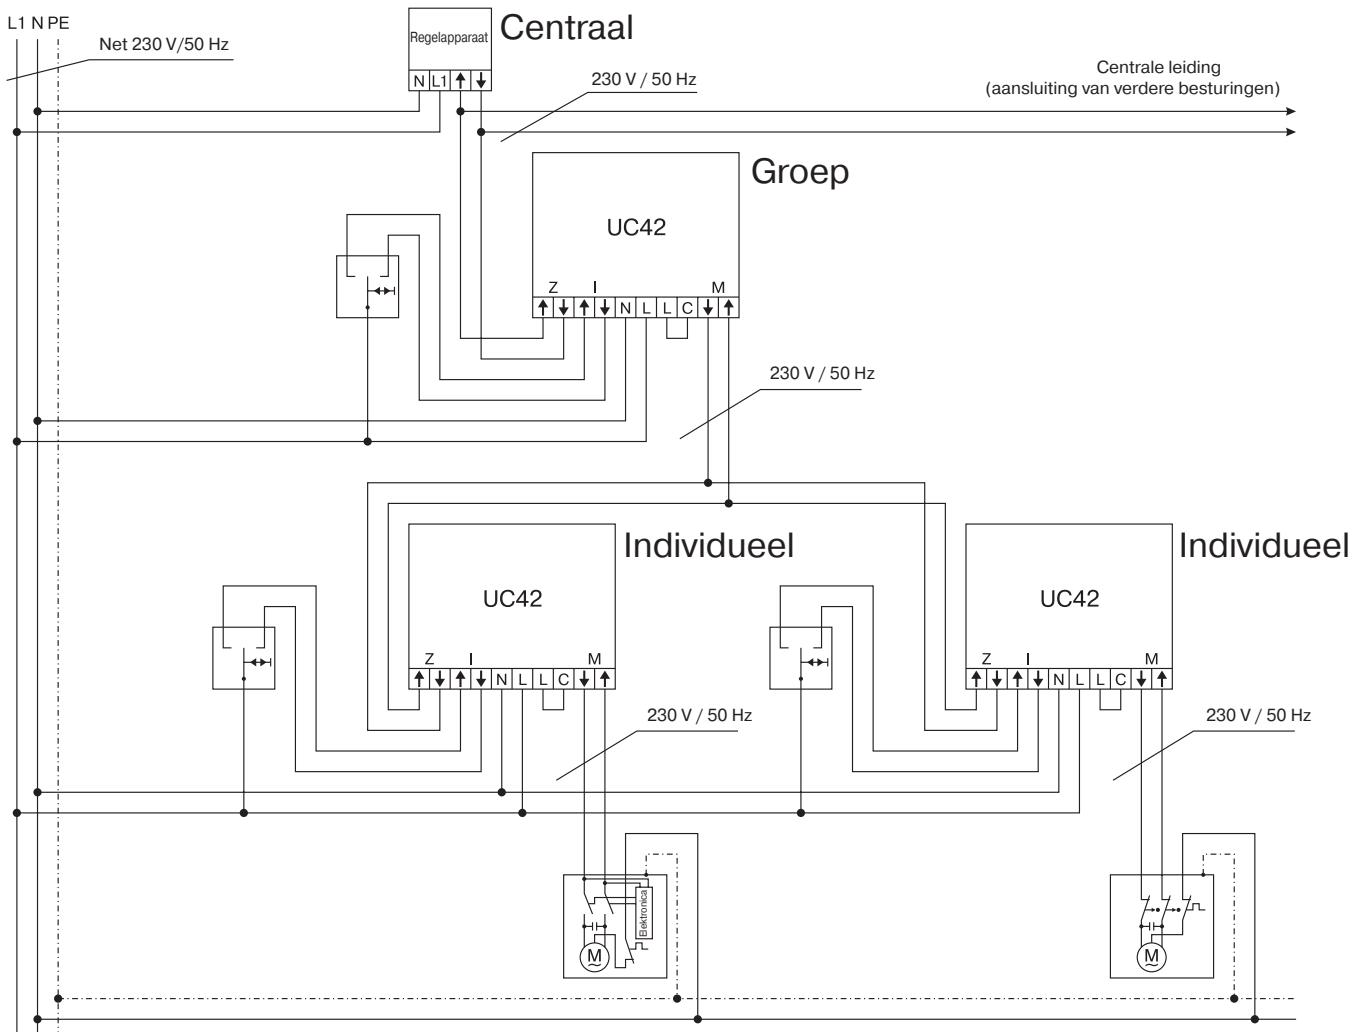 L1 N PE
Net 230 V/50 Hz
Regelapparaat
Centraal
N L1
230 V / 50 Hz
Centrale leiding
(aansluiting van verdere besturingen)
Groep
UC42
Z I M
N L L C
230 V / 50 Hz
Individueel
UC42
Z I M
N L L C
230 V / 50 Hz
Individueel
UC42
Z I M
N L L C
230 V / 50 Hz
Elektronica
M
M